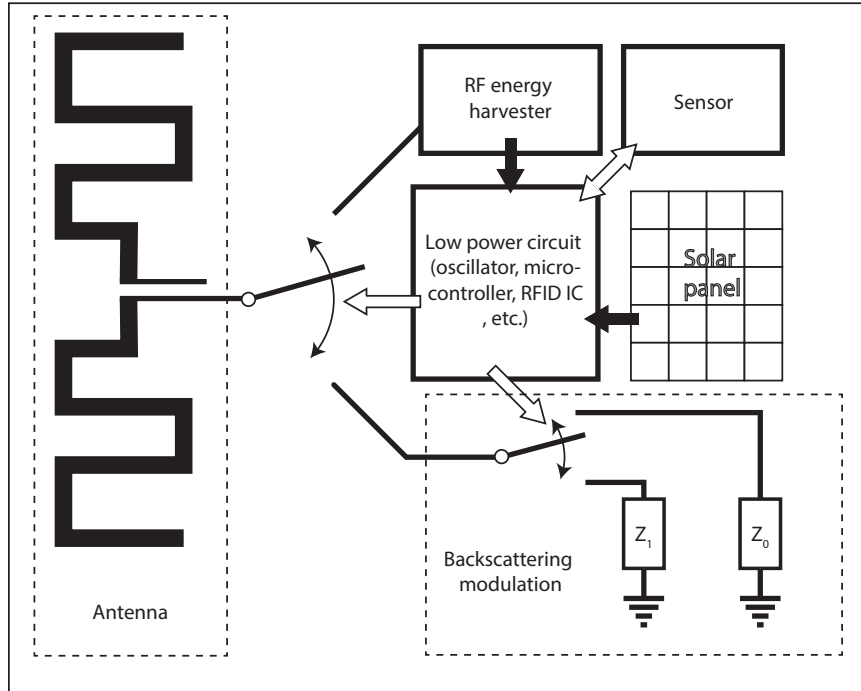 RF energy
harvester
Sensor
Low power circuit
(oscillator, micro-
controller, RFID IC
, etc.)
Solar
panel
Z1
Z0
Backscattering
modulation
Antenna